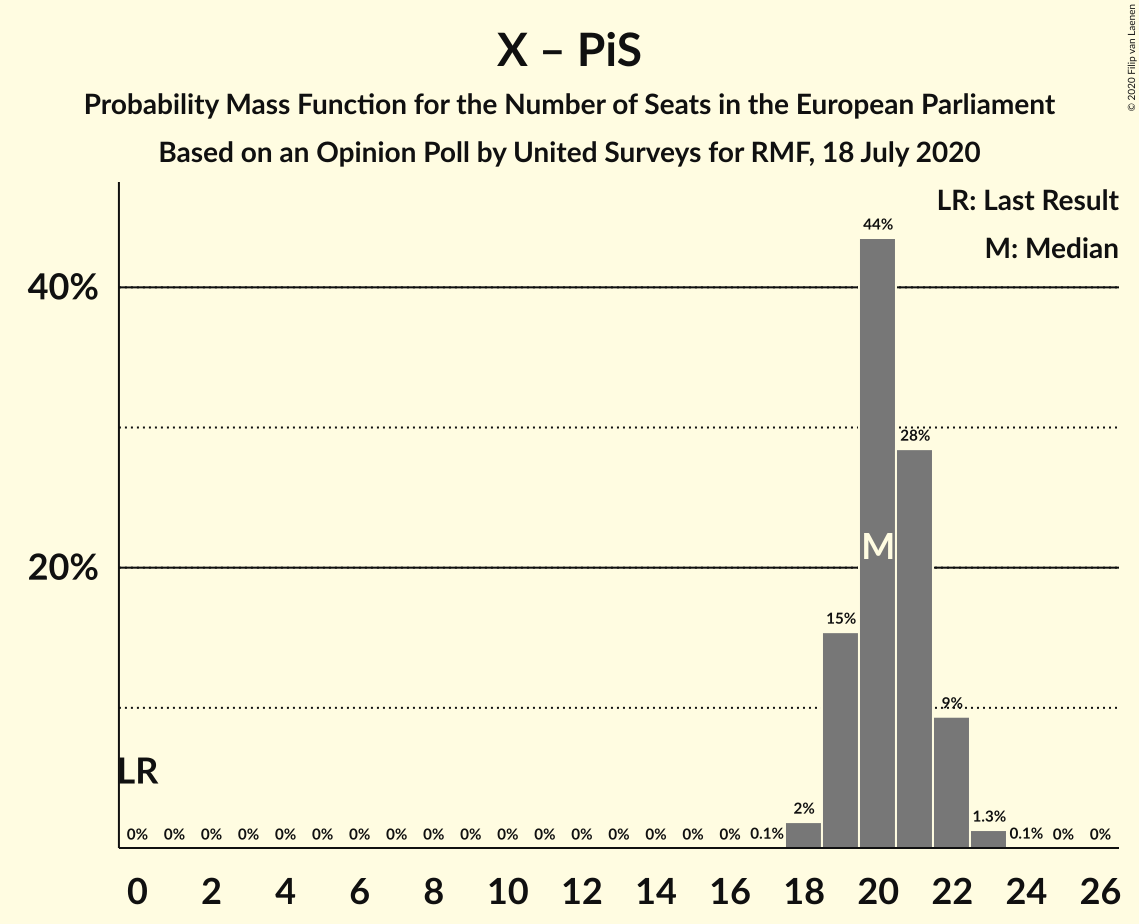 X – PiS
Probability Mass Function for the Number of Seats in the European Parliament
Based on an Opinion Poll by United Surveys for RMF, 18 July 2020
© 2020 Filip van Laenen
LR: Last Result
M: Median
44%
40%
28%
M
20%
15%
9%
LR
2%
1.3%
0% 0% 0% 0% 0% 0% 0% 0% 0% 0% 0% 0% 0% 0% 0% 0% 0% 0.1% 0.1% 0% 0%
0 2 4 6 8 10 12 14 16 18 20 22 24 26